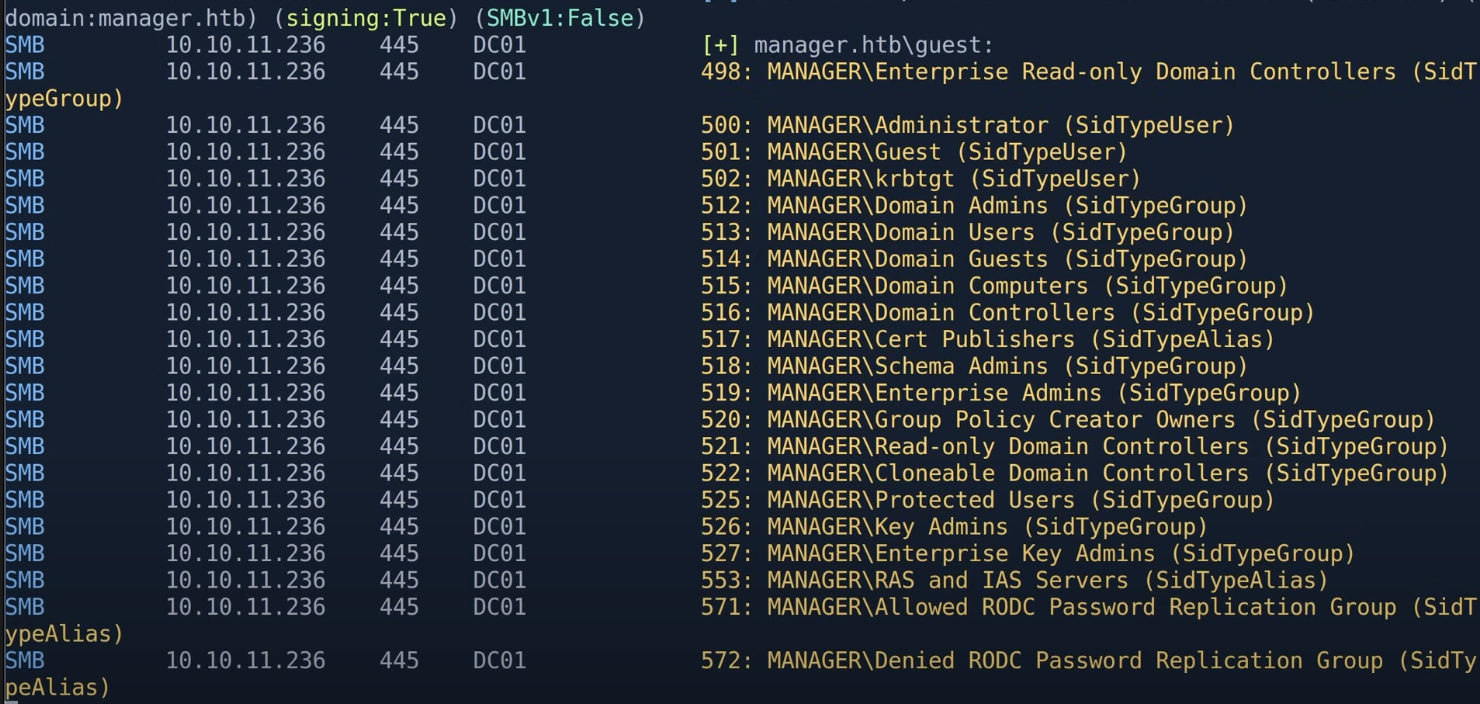 domain:manager.htb) (signing:True) (SMBv1:False)
SMB 10.10.11.236 445 DC01 [+] manager.htb\guest:
SMB 10.10.11.236 445 DC01 498: MANAGER\Enterprise Read-only Domain Controllers (SidT
ypeGroup)
SMB 10.10.11.236 445 DC01 500: MANAGER\Administrator (SidTypeUser)
SMB 10.10.11.236 445 DC01 501: MANAGER\Guest (SidTypeUser)
SMB 10.10.11.236 445 DC01 502: MANAGER\krbtgt (SidTypeUser)
SMB 10.10.11.236 445 DC01 512: MANAGER\Domain Admins (SidTypeGroup)
SMB 10.10.11.236 445 DC01 513: MANAGER\Domain Users (SidTypeGroup)
SMB 10.10.11.236 445 DC01 514: MANAGER\Domain Guests (SidTypeGroup)
SMB 10.10.11.236 445 DC01 515: MANAGER\Domain Computers (SidTypeGroup)
SMB 10.10.11.236 445 DC01 516: MANAGER\Domain Controllers (SidTypeGroup)
SMB 10.10.11.236 445 DC01 517: MANAGER\Cert Publishers (SidTypeAlias)
SMB 10.10.11.236 445 DC01 518: MANAGER\Schema Admins (SidTypeGroup)
SMB 10.10.11.236 445 DC01 519: MANAGER\Enterprise Admins (SidTypeGroup)
SMB 10.10.11.236 445 DC01 520: MANAGER\Group Policy Creator Owners (SidTypeGroup)
SMB 10.10.11.236 445 DC01 521: MANAGER\Read-only Domain Controllers (SidTypeGroup)
SMB 10.10.11.236 445 DC01 522: MANAGER\Cloneable Domain Controllers (SidTypeGroup)
SMB 10.10.11.236 445 DC01 525: MANAGER\Protected Users (SidTypeGroup)
SMB 10.10.11.236 445 DC01 526: MANAGER\Key Admins (SidTypeGroup)
SMB 10.10.11.236 445 DC01 527: MANAGER\Enterprise Key Admins (SidTypeGroup)
SMB 10.10.11.236 445 DC01 553: MANAGER\RAS and IAS Servers (SidTypeAlias)
SMB 10.10.11.236 445 DC01 571: MANAGER\Allowed RODC Password Replication Group (SidT
ypeAlias)
SMB 10.10.11.236 445 DC01 572: MANAGER\Denied RODC Password Replication Group (SidTy
peAlias)